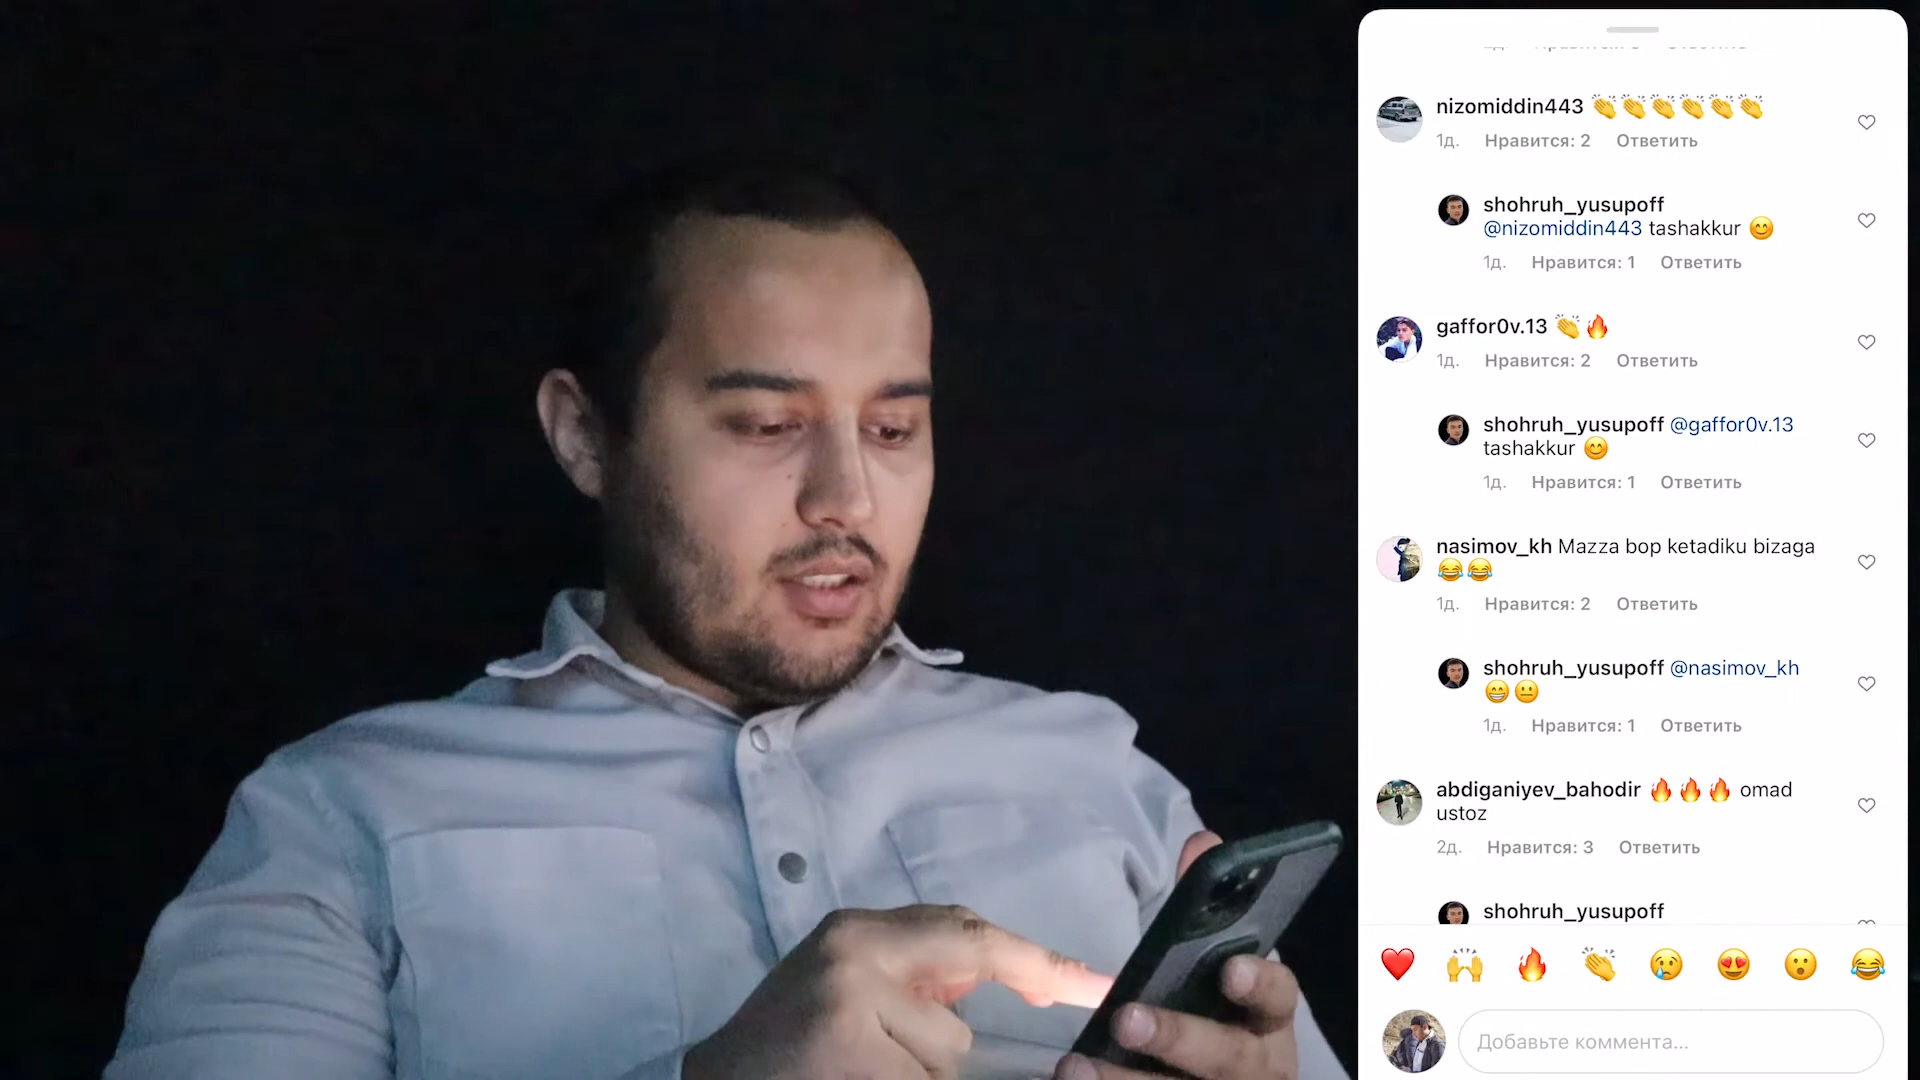 nizomiddin443 👏👏👏👏👏👏
1д. Нравится: 2 Ответить
shohruh_yusupoff
@nizomiddin443 tashakkur 😊
1д. Нравится: 1 Ответить
gaffor0v.13 👏🔥
1д. Нравится: 2 Ответить
shohruh_yusupoff @gaffor0v.13
tashakkur 😊
1д. Нравится: 1 Ответить
nasimov_kh Mazza bop ketadiku bizaga
😂😂
1д. Нравится: 2 Ответить
shohruh_yusupoff @nasimov_kh
😁😐
1д. Нравится: 1 Ответить
abdiganiyev_bahodir 🔥🔥🔥 omad
ustoz
2д. Нравится: 3 Ответить
shohruh_yusupoff
❤️🙌🔥👏😢😍😮😂
Добавьте коммента...